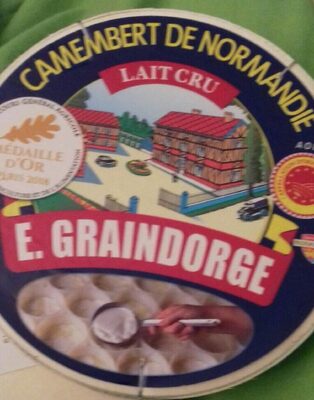 CAMEMBERT DE NORMANDIE
LAIT CRU
MÉDAILLE
D'OR
E. GRAINDORGE